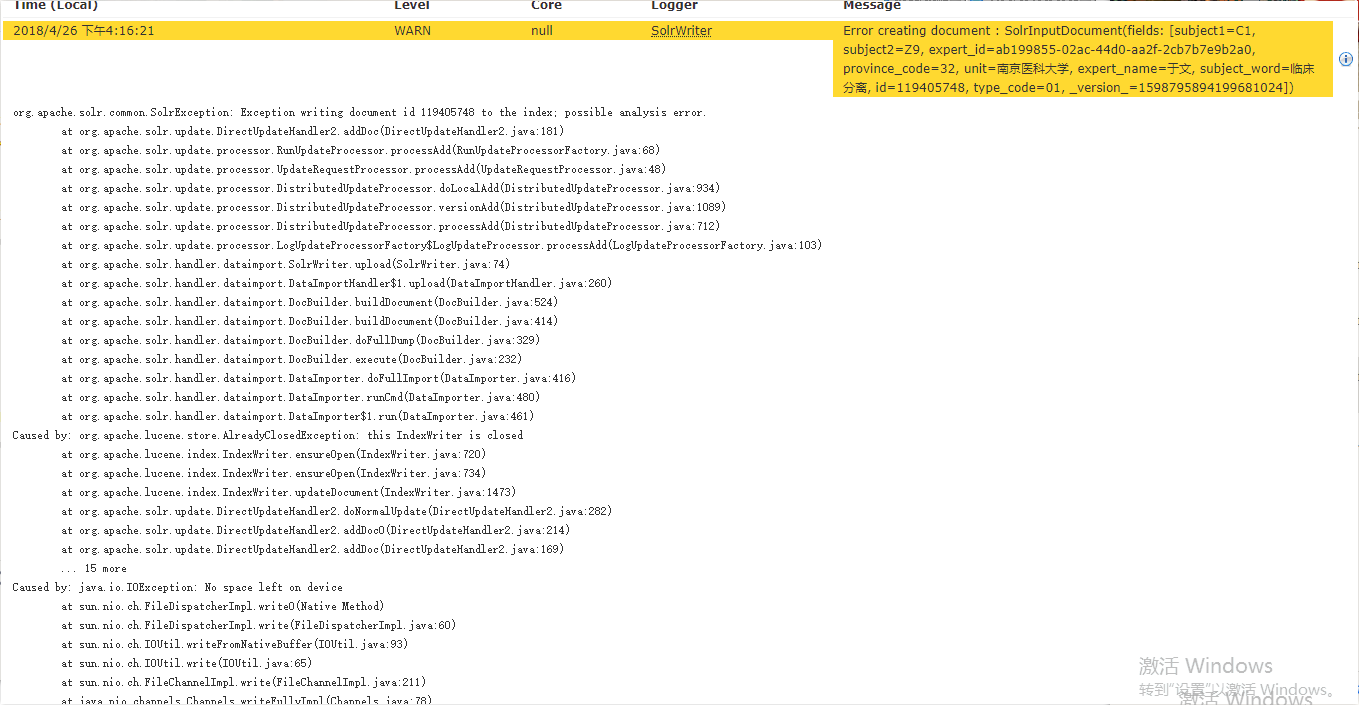 Time (Local) Level Core Logger Message
2018/4/26 下午4:16:21 WARN null SolrWriter Error creating document : SolrInputDocument(fields: [subject1=C1,
subject2=Z9, expert_id=ab199855-02ac-44d0-aa2f-2cb7b7e9b2a0,
province_code=32, unit=南京医科大学, expert_name=于文, subject_word=临床
分离, id=119405748, type_code=01, _version_=1598795894199681024])
org.apache.solr.common.SolrException: Exception writing document id 119405748 to the index; possible analysis error.
at org.apache.solr.update.DirectUpdateHandler2.addDoc(DirectUpdateHandler2.java:181)
at org.apache.solr.update.processor.RunUpdateProcessor.processAdd(RunUpdateProcessorFactory.java:68)
at org.apache.solr.update.processor.UpdateRequestProcessor.processAdd(UpdateRequestProcessor.java:48)
at org.apache.solr.update.processor.DistributedUpdateProcessor.doLocalAdd(DistributedUpdateProcessor.java:934)
at org.apache.solr.update.processor.DistributedUpdateProcessor.versionAdd(DistributedUpdateProcessor.java:1089)
at org.apache.solr.update.processor.DistributedUpdateProcessor.processAdd(DistributedUpdateProcessor.java:712)
at org.apache.solr.update.processor.LogUpdateProcessorFactory$LogUpdateProcessor.processAdd(LogUpdateProcessorFactory.java:103)
at org.apache.solr.handler.dataimport.SolrWriter.upload(SolrWriter.java:74)
at org.apache.solr.handler.dataimport.DataImportHandler$1.upload(DataImportHandler.java:260)
at org.apache.solr.handler.dataimport.DocBuilder.buildDocument(DocBuilder.java:524)
at org.apache.solr.handler.dataimport.DocBuilder.buildDocument(DocBuilder.java:414)
at org.apache.solr.handler.dataimport.DocBuilder.doFullDump(DocBuilder.java:329)
at org.apache.solr.handler.dataimport.DocBuilder.execute(DocBuilder.java:232)
at org.apache.solr.handler.dataimport.DataImporter.doFullImport(DataImporter.java:416)
at org.apache.solr.handler.dataimport.DataImporter.runCmd(DataImporter.java:480)
at org.apache.solr.handler.dataimport.DataImporter$1.run(DataImporter.java:461)
Caused by: org.apache.lucene.store.AlreadyClosedException: this IndexWriter is closed
at org.apache.lucene.index.IndexWriter.ensureOpen(IndexWriter.java:720)
at org.apache.lucene.index.IndexWriter.ensureOpen(IndexWriter.java:734)
at org.apache.lucene.index.IndexWriter.updateDocument(IndexWriter.java:1473)
at org.apache.solr.update.DirectUpdateHandler2.doNormalUpdate(DirectUpdateHandler2.java:282)
at org.apache.solr.update.DirectUpdateHandler2.addDoc0(DirectUpdateHandler2.java:214)
at org.apache.solr.update.DirectUpdateHandler2.addDoc(DirectUpdateHandler2.java:169)
... 15 more
Caused by: java.io.IOException: No space left on device
at sun.nio.ch.FileDispatcherImpl.write0(Native Method)
at sun.nio.ch.FileDispatcherImpl.write(FileDispatcherImpl.java:60)
at sun.nio.ch.IOUtil.writeFromNativeBuffer(IOUtil.java:93)
at sun.nio.ch.IOUtil.write(IOUtil.java:65)
at sun.nio.ch.FileChannelImpl.write(FileChannelImpl.java:211)
at java.nio.channels.Channels.writeFullyImpl(Channels.java:78)
激活 Windows
转到"设置"以激活 Windows。
激活 Windows